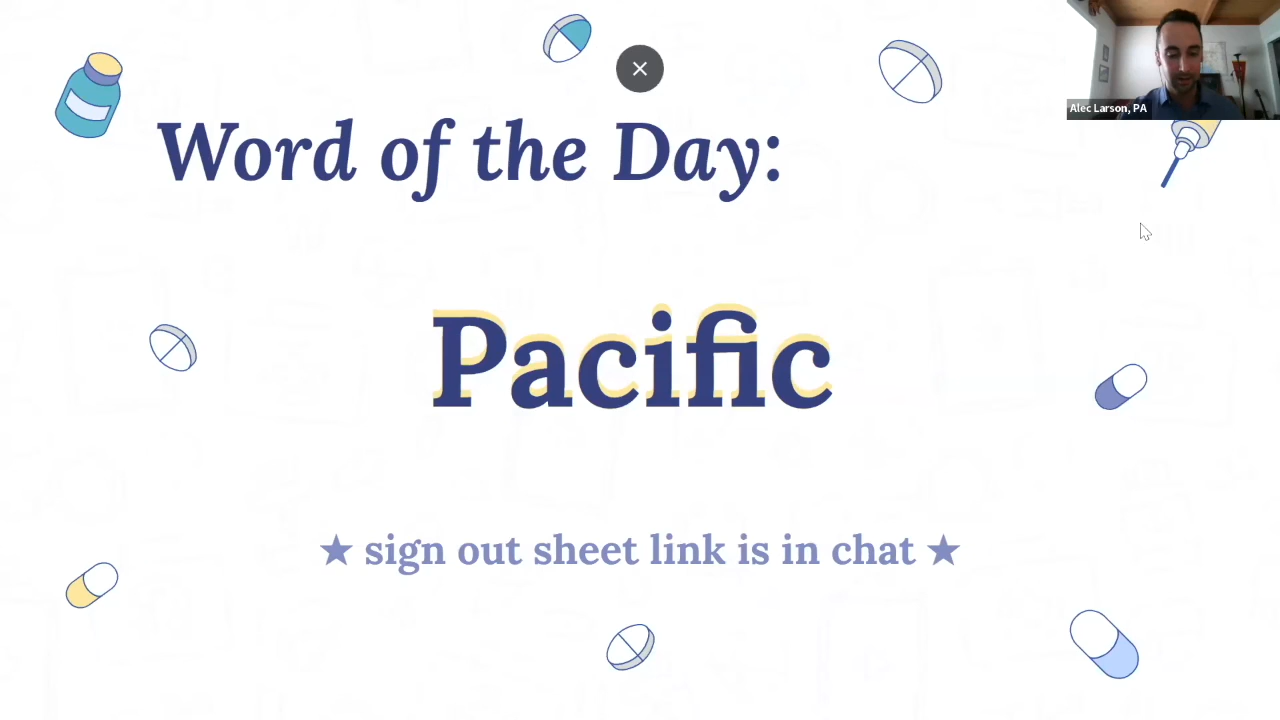 Alec Larson, PA
Word of the Day:
Pacific
★ sign out sheet link is in chat ★